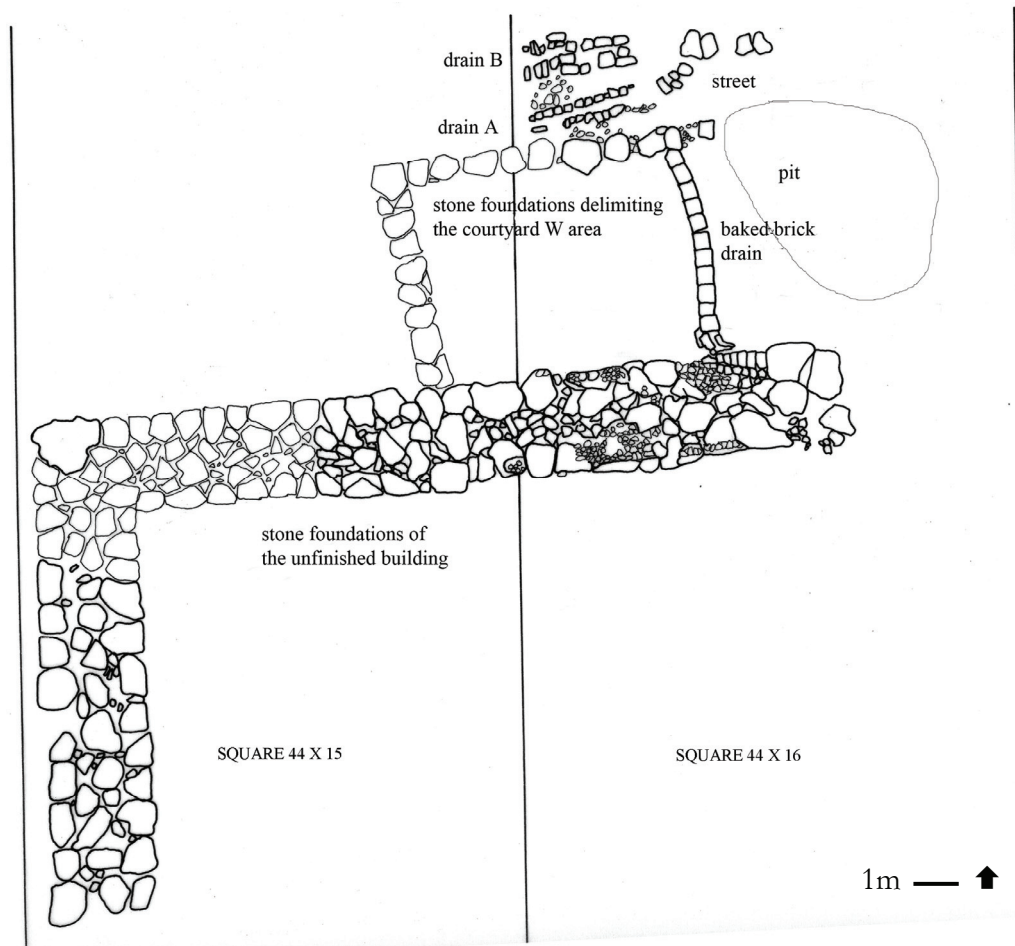 drain B
street
drain A
pit
stone foundations delimiting
the courtyard W area
baked brick
drain
stone foundations of
the unfinished building
SQUARE 44 X 15
SQUARE 44 X 16
1m